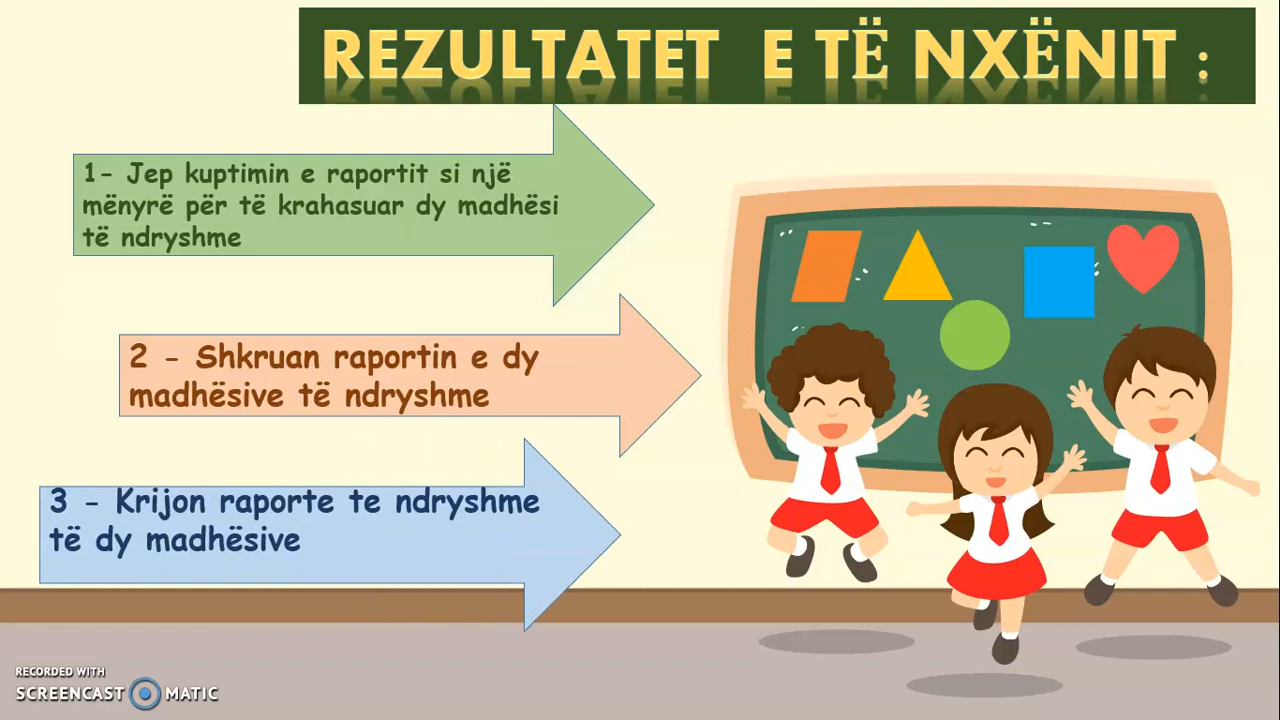 REZULTATET E TË NXËNIT :
1- Jep kuptimin e raportit si një
mënyrë për të krahasuar dy madhësi
të ndryshme
2 - Shkruan raportin e dy
madhësive të ndryshme
3 - Krijon raporte te ndryshme
të dy madhësive
RECORDED WITH
SCREENCAST MATIC